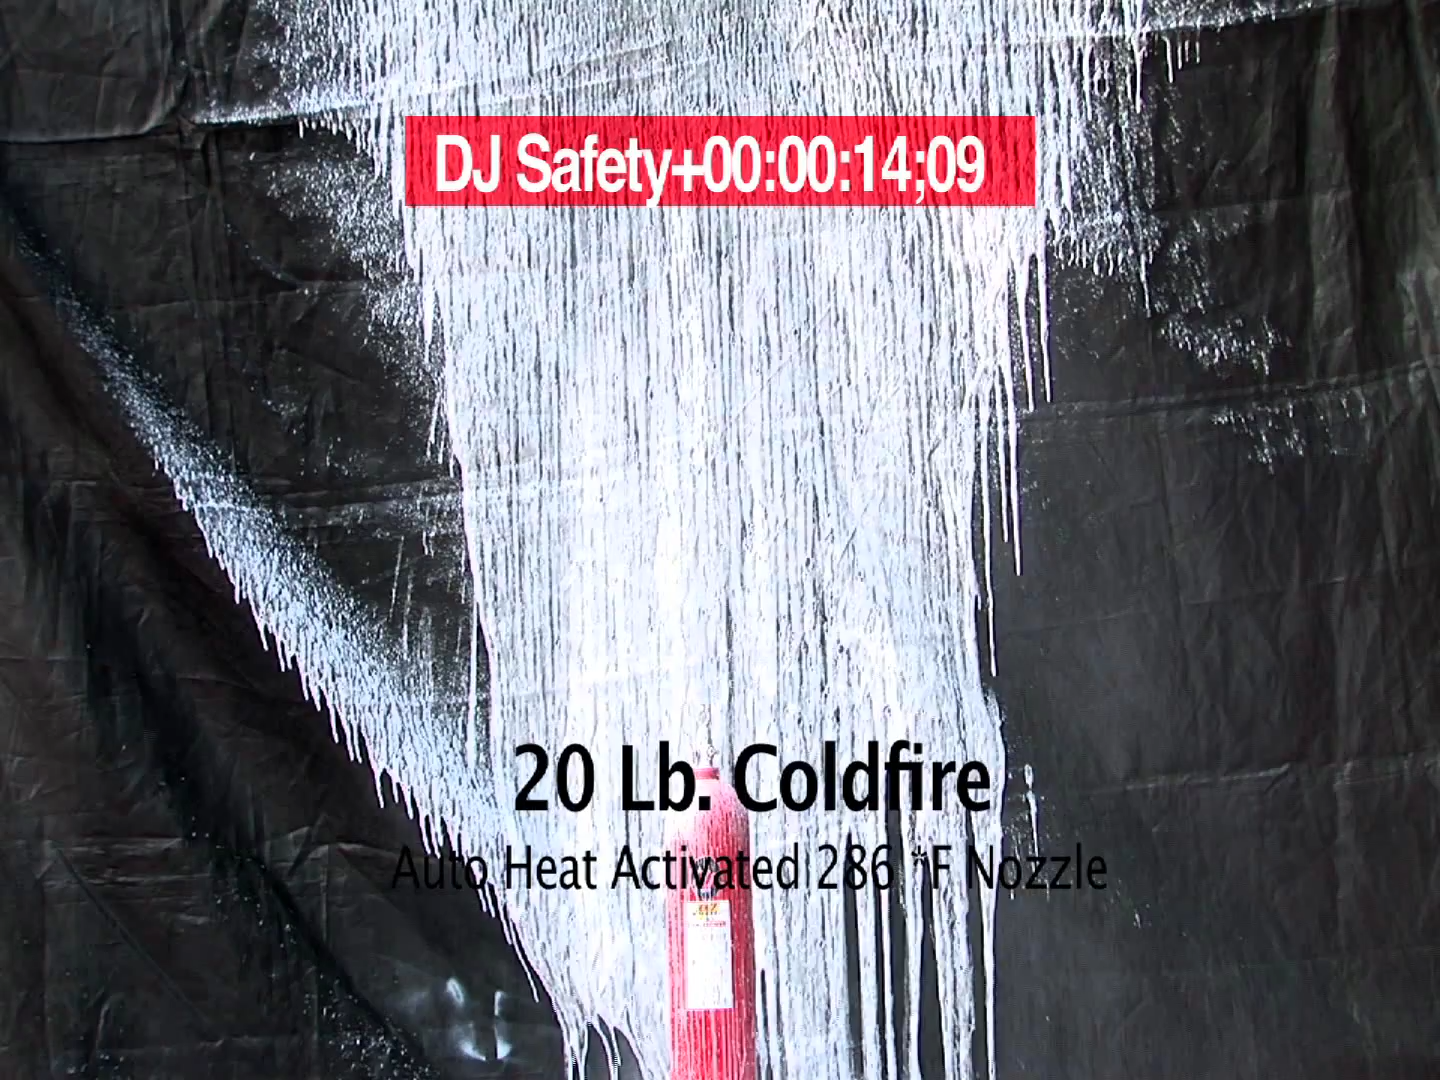 DJ Safety+00:00:14;09
20 Lb. Coldfire
Auto Heat Activated 286 *F Nozzle